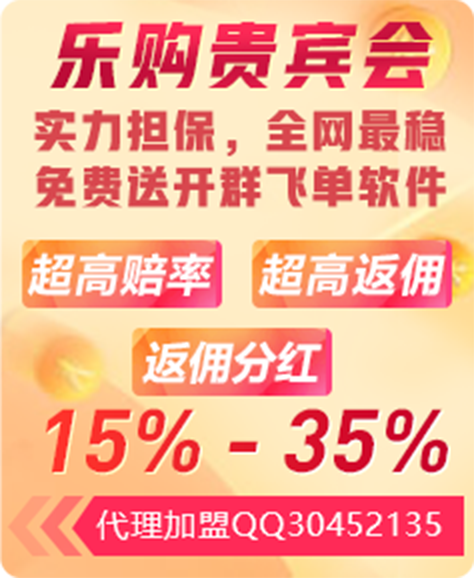 乐购贵宾会
实力担保，全网最稳
免费送开群飞单软件
超高赔率 超高返佣
返佣分红
15% - 35%
代理加盟QQ30452135